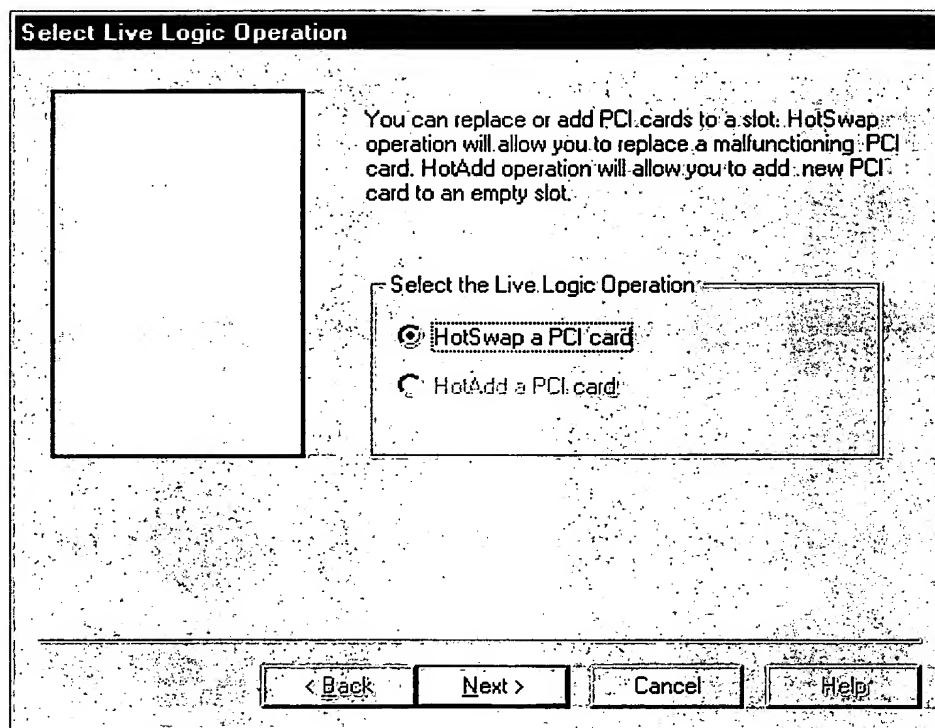 Select Live Logic Operation
You can replace or add PCI cards to a slot. HotSwap
operation will allow you to replace a malfunctioning PCI
card. HotAdd operation will allow you to add new PCI
card to an empty slot.
Select the Live Logic Operation
HotSwap a PCI card
HotAdd a PCI card
< Back
Next >
Cancel
Help